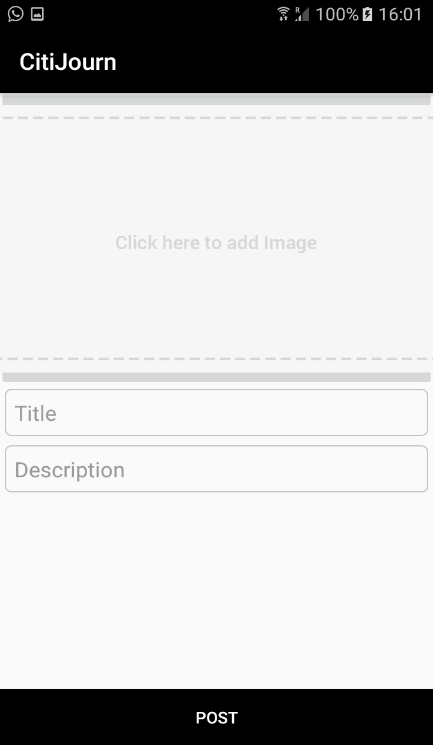 R 100% 16:01
CitiJourn
Click here to add Image
Title
Description
POST